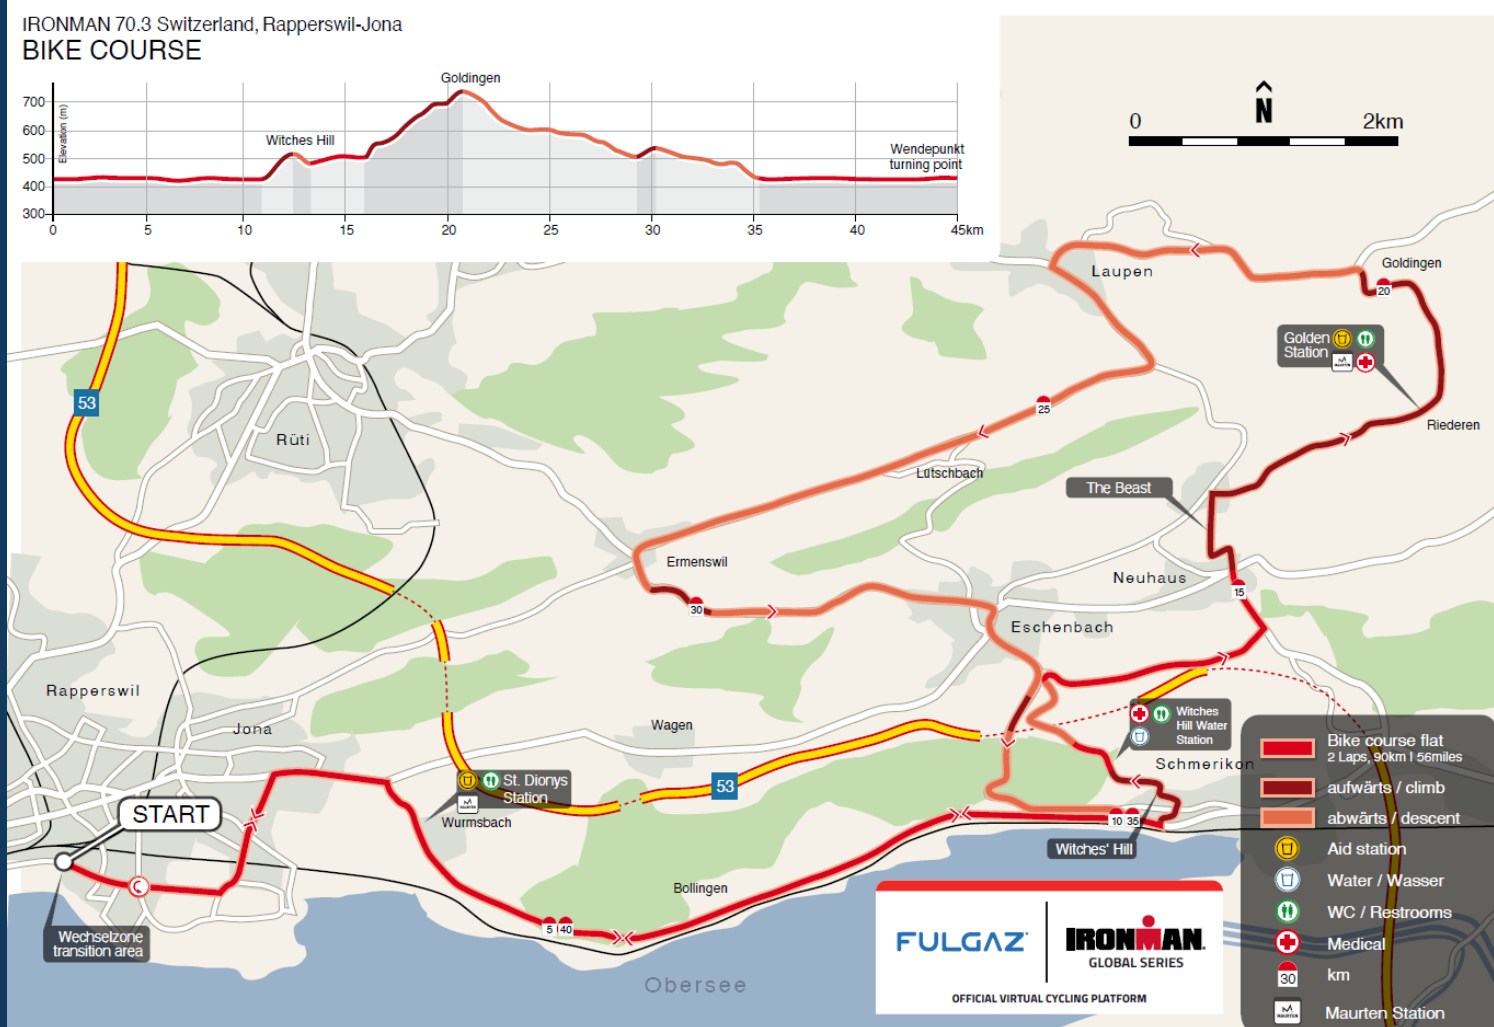 IRONMAN 70.3 Switzerland, Rapperswil-Jona
BIKE COURSE
Goldingen
Witches Hill
Wendepunkt
turning point
Elevation (m)
700
600
500
400
300
0 5 10 15 20 25 30 35 40 45km
N
0 2km
Laupen
Goldingen
20
Golden
Station
MAURTEN
53
25
Riederen
Rüti
Lütschbach
The Beast
Ermenswil
Neuhaus
15
30
Eschenbach
Rapperswil
Jona
Wagen
Witches
Hill Water
Station
Schmerikon
St. Dionys
Station
MAURTEN
53
START
Wurmsbach
10 35
Witches' Hill
Bollingen
5 40
Wechselzone
transition area
Obersee
FULGAZ
IRONMAN
GLOBAL SERIES
OFFICIAL VIRTUAL CYCLING PLATFORM
Bike course flat
2 Laps, 90km I 56miles
aufwärts / climb
abwärts / descent
Aid station
Water / Wasser
WC / Restrooms
Medical
30 km
MAURTEN Maurten Station